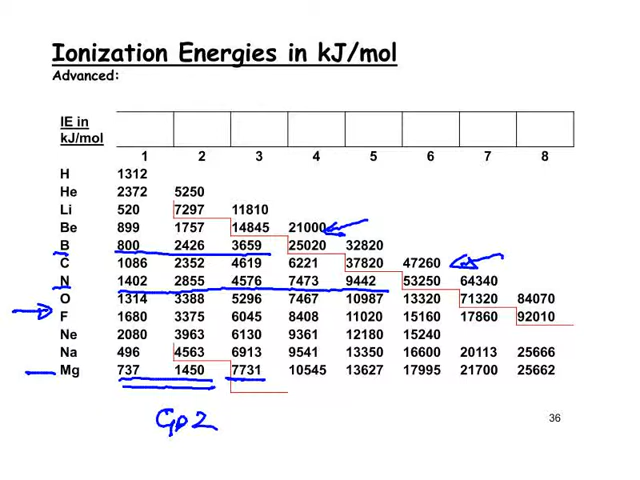 Ionization Energies in kJ/mol
Advanced:
IE in
kJ/mol
1 2 3 4 5 6 7 8
H 1312
He 2372 5250
Li 520 7297 11810
Be 899 1757 14845 21000
B 800 2426 3659 25020 32820
C 1086 2352 4619 6221 37820 47260
N 1402 2855 4576 7473 9442 53250 64340
O 1314 3388 5296 7467 10987 13320 71320 84070
F 1680 3375 6045 8408 11020 15160 17860 92010
Ne 2080 3963 6130 9361 12180 15240
Na 496 4563 6913 9541 13350 16600 20113 25666
Mg 737 1450 7731 10545 13627 17995 21700 25662
Gp2
36